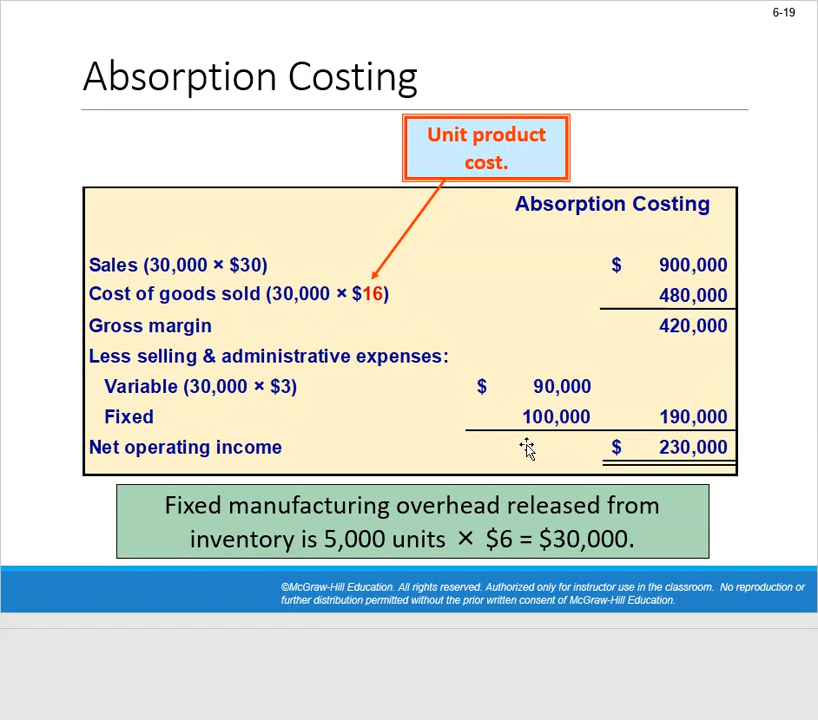 6-19
Absorption Costing
Unit product
cost.
Absorption Costing
Sales (30,000 × $30) $ 900,000
Cost of goods sold (30,000 × $16) 480,000
Gross margin 420,000
Less selling & administrative expenses:
Variable (30,000 × $3) $ 90,000
Fixed 100,000 190,000
Net operating income $ 230,000
Fixed manufacturing overhead released from
inventory is 5,000 units × $6 = $30,000.
©McGraw-Hill Education. All rights reserved. Authorized only for instructor use in the classroom. No reproduction or
further distribution permitted without the prior written consent of McGraw-Hill Education.